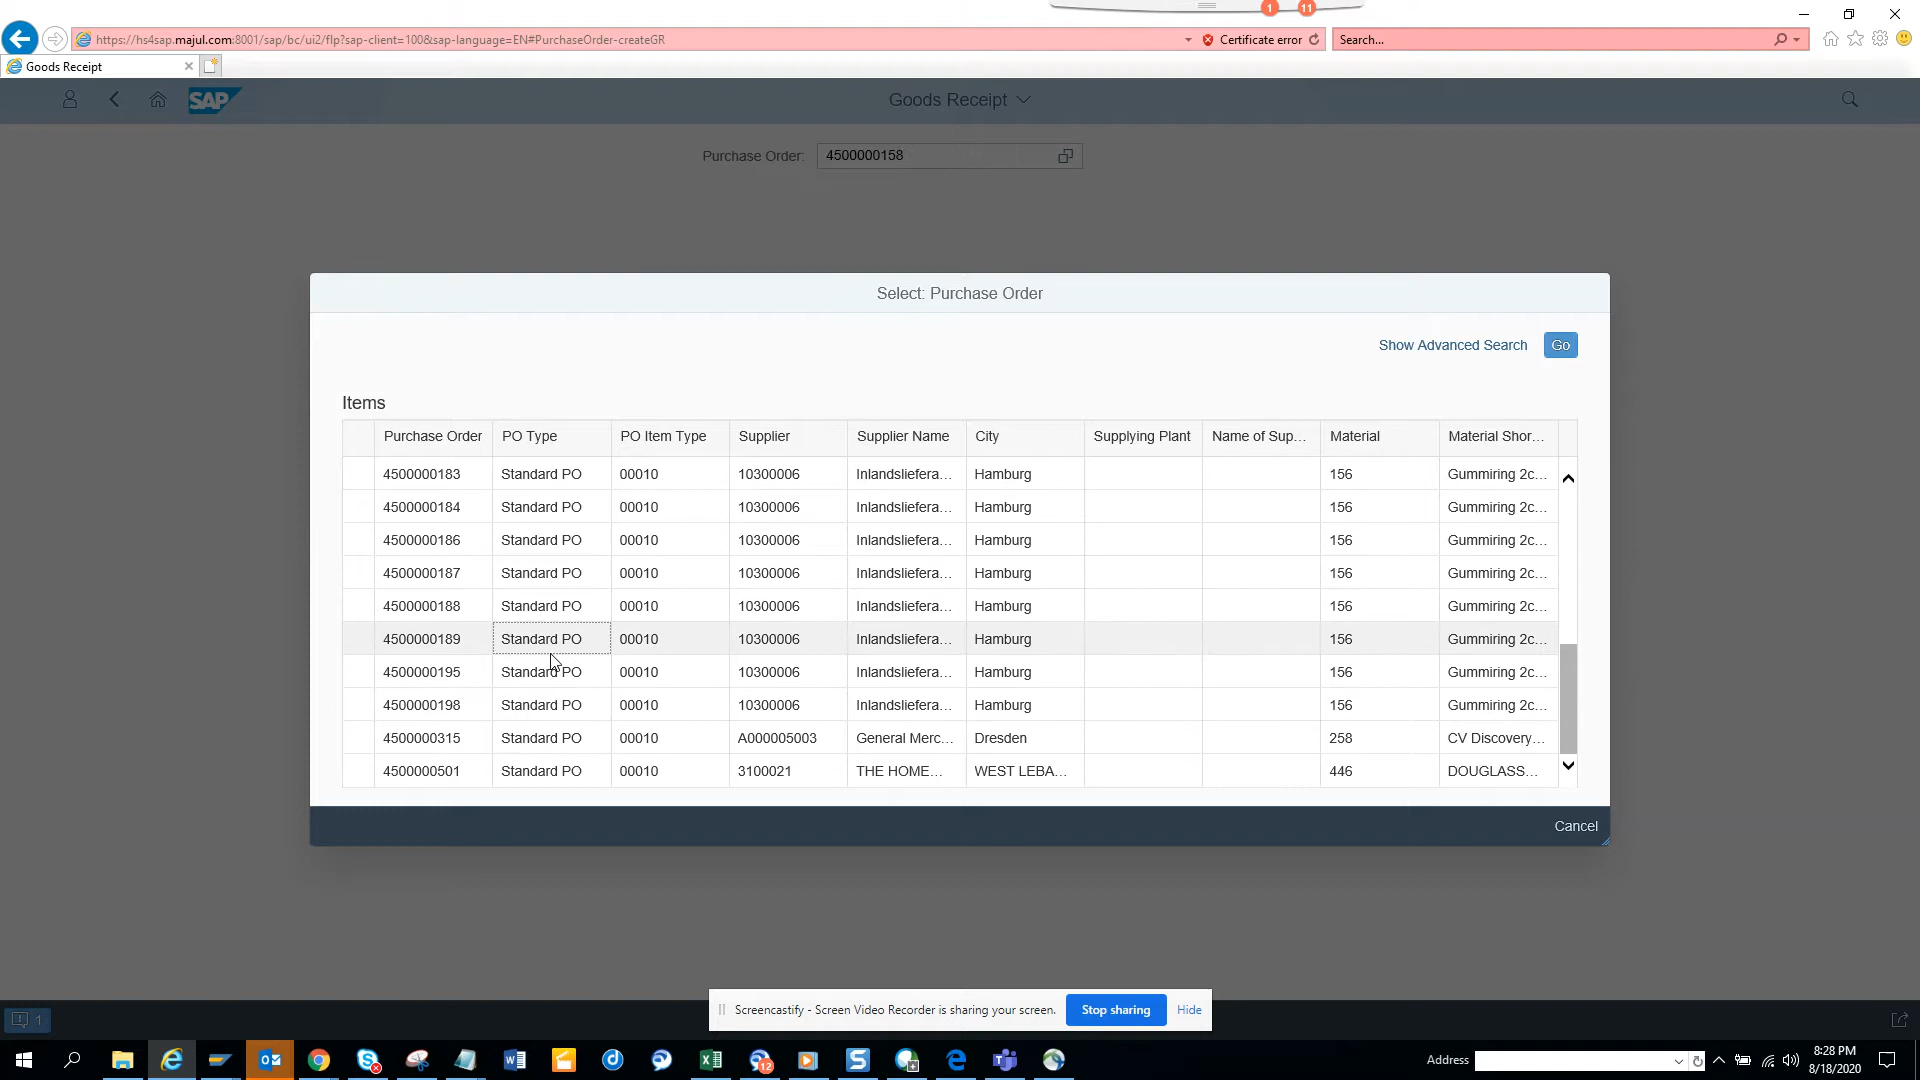 1 11
https://hs4sap.majul.com:8001/sap/bc/ui2/flp?sap-client=100&sap-language=EN#PurchaseOrder-createGR Certificate error Search...
Goods Receipt
SAP Goods Receipt
Purchase Order: 4500000158
Select: Purchase Order
Show Advanced Search Go
Items
Purchase Order PO Type PO Item Type Supplier Supplier Name City Supplying Plant Name of Sup... Material Material Shor...
4500000183 Standard PO 00010 10300006 Inlandsliefera... Hamburg 156 Gummiring 2c...
4500000184 Standard PO 00010 10300006 Inlandsliefera... Hamburg 156 Gummiring 2c...
4500000186 Standard PO 00010 10300006 Inlandsliefera... Hamburg 156 Gummiring 2c...
4500000187 Standard PO 00010 10300006 Inlandsliefera... Hamburg 156 Gummiring 2c...
4500000188 Standard PO 00010 10300006 Inlandsliefera... Hamburg 156 Gummiring 2c...
4500000189 Standard PO 00010 10300006 Inlandsliefera... Hamburg 156 Gummiring 2c...
4500000195 Standard PO 00010 10300006 Inlandsliefera... Hamburg 156 Gummiring 2c...
4500000198 Standard PO 00010 10300006 Inlandsliefera... Hamburg 156 Gummiring 2c...
4500000315 Standard PO 00010 A000005003 General Merc... Dresden 258 CV Discovery...
4500000501 Standard PO 00010 3100021 THE HOME... WEST LEBA... 446 DOUGLASS...
Cancel
Screencastify - Screen Video Recorder is sharing your screen. Stop sharing Hide
1
12 Address 8:28 PM
8/18/2020